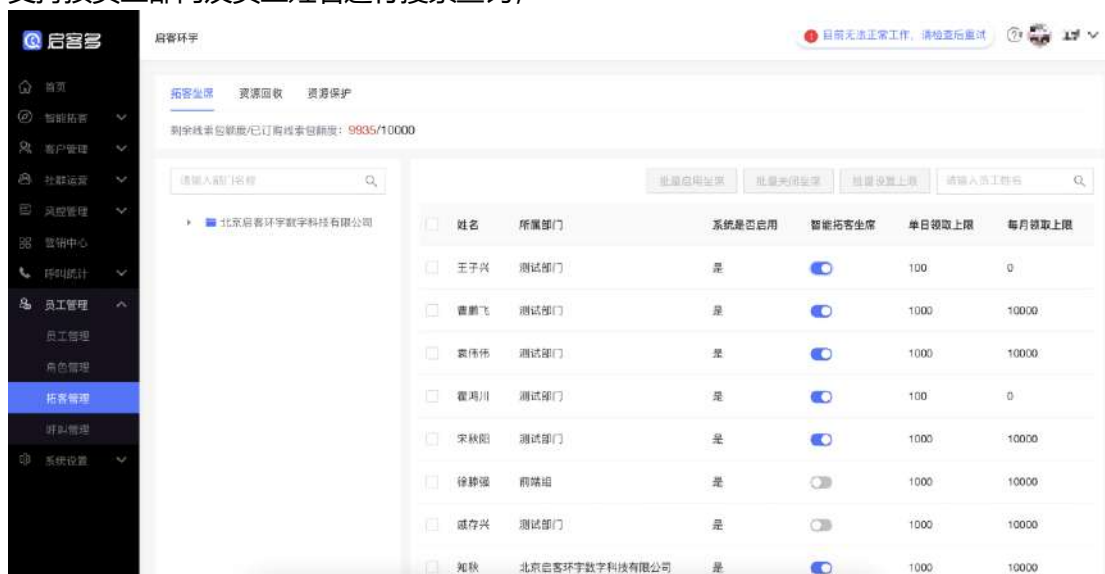 启客多
启客环宇
目前无法正常工作，请检查后重试
首页
智能拓客
客户管理
社群运营
风控管理
营销中心
呼叫统计
员工管理
员工管理
角色管理
拓客管理
呼叫管理
系统设置
拓客坐席 资源回收 资源保护
剩余线索包额度/已订购线索包额度：9935/10000
请输入部门名称
北京启客环宇数字科技有限公司
批量启用坐席 批量关闭坐席 批量设置上限 请输入员工姓名
姓名 所属部门 系统是否启用 智能拓客坐席 单日领取上限 每月领取上限
王子兴 测试部门 是 100 0
曹鹏飞 测试部门 是 1000 10000
袁伟伟 测试部门 是 1000 10000
霍鸿川 测试部门 是 100 0
宋秋阳 测试部门 是 1000 10000
徐滕强 前端组 是 1000 10000
戚存兴 测试部门 是 1000 10000
知秋 北京启客环宇数字科技有限公司 是 1000 10000